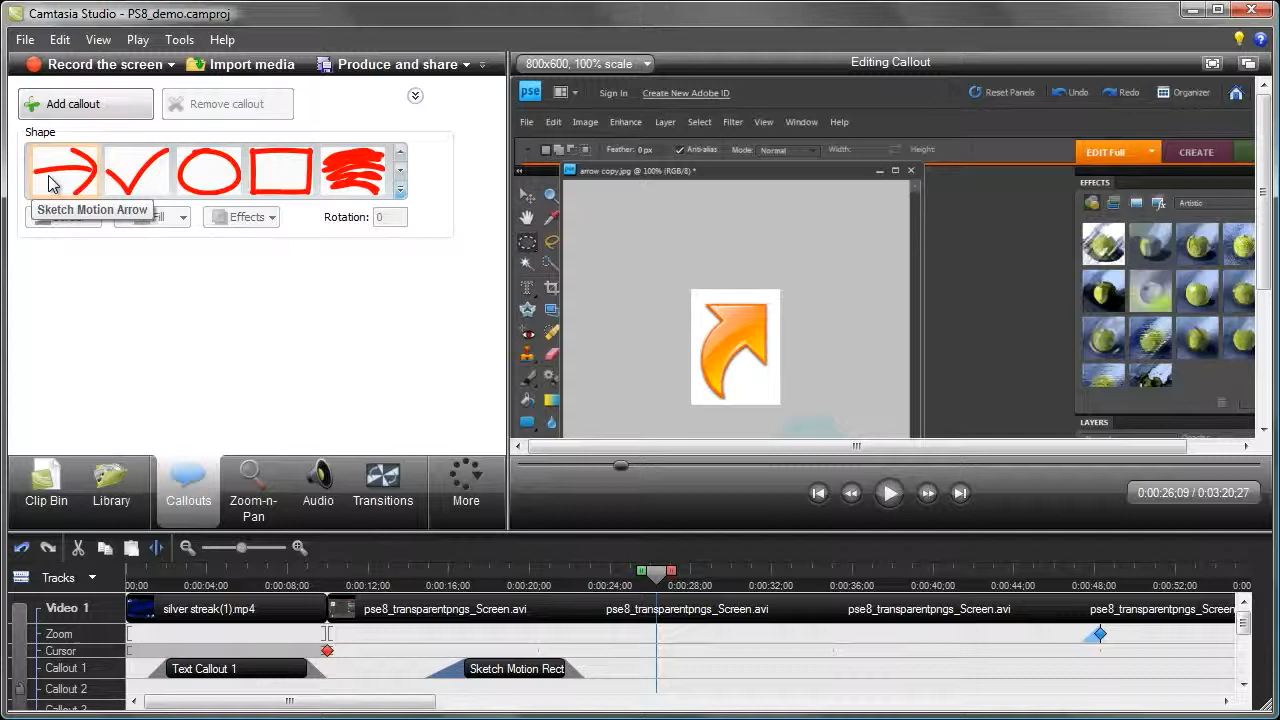 Camtasia Studio - PS8_demo.camproj
File Edit View Play Tools Help
Record the screen Import media Produce and share
800x600, 100% scale Editing Callout
Add callout Remove callout
Shape
Sketch Motion Arrow
Fill Effects Rotation: 0
pse Sign In Create New Adobe ID Reset Panels Undo Redo Organizer
File Edit Image Enhance Layer Select Filter View Window Help
Feather: 0 px Anti-alias Mode: Normal Width: Height: EDIT Full CREATE
arrow copy.jpg @ 100% (RGB/8) *
EFFECTS
Artistic
LAYERS
Clip Bin Library Callouts Zoom-n-Pan Audio Transitions More
0:00:26;09 / 0:03:20;27
Tracks
00:00 0:00:04;00 0:00:08;00 0:00:12;00 0:00:16;00 0:00:20;00 0:00:24;00 0:00:28;00 0:00:32;00 0:00:36;00 0:00:40;00 0:00:44;00 0:00:48;00 0:00:52;00 0:00
Video 1 silver streak(1).mp4 pse8_transparentpngs_Screen.avi pse8_transparentpngs_Screen.avi pse8_transparentpngs_Screen.avi pse8_transparentpngs_Screen
Zoom
Cursor
Callout 1 Text Callout 1 Sketch Motion Rect
Callout 2